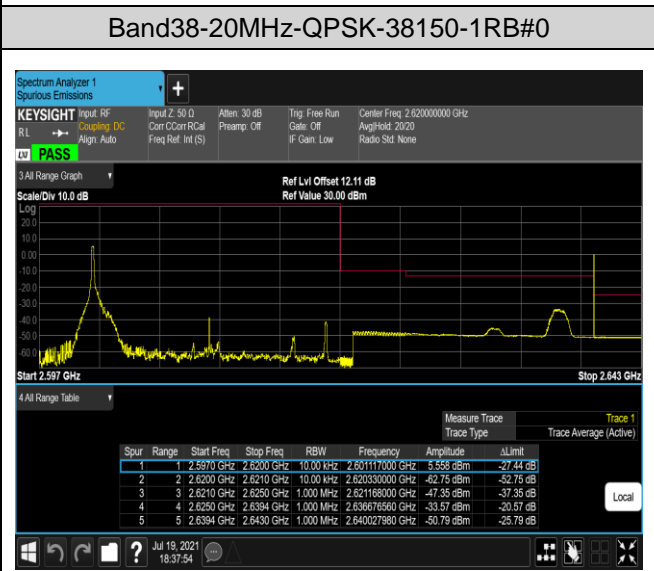 Band38-20MHz-QPSK-38150-1RB#0
Spectrum Analyzer 1
Spurious Emissions
+
KEYSIGHT Input: RF Input Z: 50 Ω Atten: 30 dB Trig: Free Run Center Freq: 2.620000000 GHz
RL Coupling: DC Corr CCorr RCal Preamp: Off Gate: Off Avg|Hold: 20/20
Align: Auto Freq Ref: Int (S) IF Gain: Low Radio Std: None
LXI PASS
3 All Range Graph
Ref Lvl Offset 12.11 dB
Scale/Div 10.0 dB Ref Value 30.00 dBm
Log
20.0
10.0
0.00
-10.0
-20.0
-30.0
-40.0
-50.0
-60.0
Start 2.597 GHz Stop 2.643 GHz
4 All Range Table
Measure Trace Trace 1
Trace Type Trace Average (Active)
Spur Range Start Freq Stop Freq RBW Frequency Amplitude ΔLimit
1 1 2.5970 GHz 2.6200 GHz 10.00 kHz 2.601117000 GHz 5.558 dBm -27.44 dB
2 2 2.6200 GHz 2.6210 GHz 10.00 kHz 2.620330000 GHz -62.75 dBm -52.75 dB
3 3 2.6210 GHz 2.6250 GHz 1.000 MHz 2.621168000 GHz -47.35 dBm -37.35 dB
4 4 2.6250 GHz 2.6394 GHz 1.000 MHz 2.636676560 GHz -33.57 dBm -20.57 dB
5 5 2.6394 GHz 2.6430 GHz 1.000 MHz 2.640027980 GHz -50.79 dBm -25.79 dB
Local
? Jul 19, 2021
18:37:54